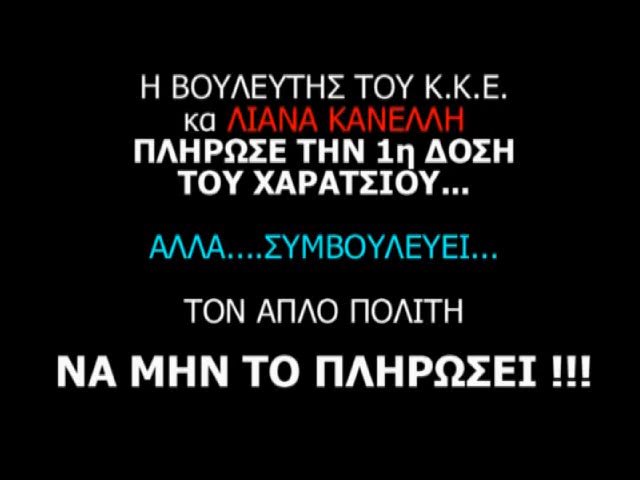 Η ΒΟΥΛΕΥΤΗΣ ΤΟΥ Κ.Κ.Ε.
κα ΛΙΑΝΑ ΚΑΝΕΛΛΗ
ΠΛΗΡΩΣΕ ΤΗΝ 1η ΔΟΣΗ
ΤΟΥ ΧΑΡΑΤΣΙΟΥ...
ΑΛΛΑ....ΣΥΜΒΟΥΛΕΥΕΙ...
ΤΟΝ ΑΠΛΟ ΠΟΛΙΤΗ
ΝΑ ΜΗΝ ΤΟ ΠΛΗΡΩΣΕΙ !!!